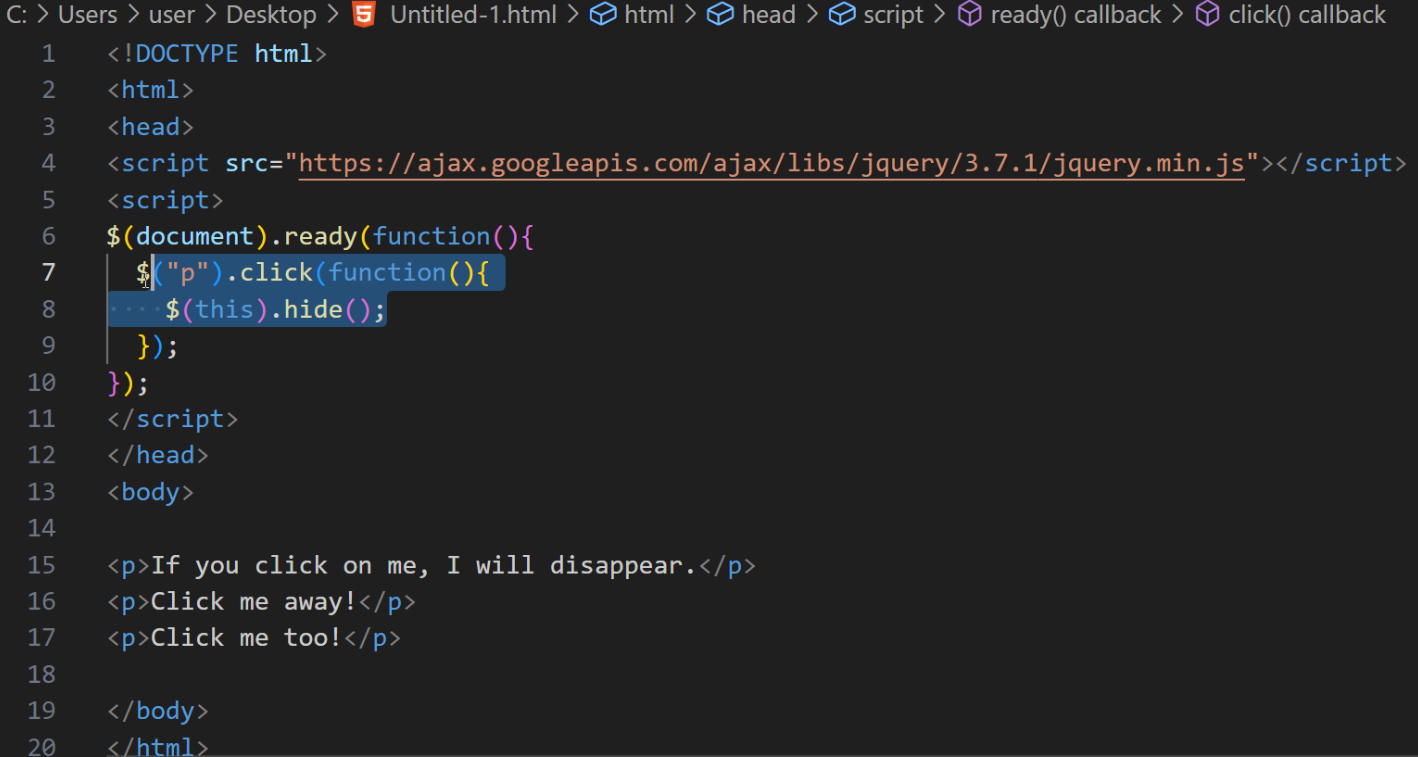 C: > Users > user > Desktop > Untitled-1.html > html > head > script > ready() callback > click() callback
1 <!DOCTYPE html>
2 <html>
3 <head>
4 <script src="https://ajax.googleapis.com/ajax/libs/jquery/3.7.1/jquery.min.js"></script>
5 <script>
6 $(document).ready(function(){
7   $("p").click(function(){
8     $(this).hide();
9   });
10 });
11 </script>
12 </head>
13 <body>
14
15 <p>If you click on me, I will disappear.</p>
16 <p>Click me away!</p>
17 <p>Click me too!</p>
18
19 </body>
20 </html>